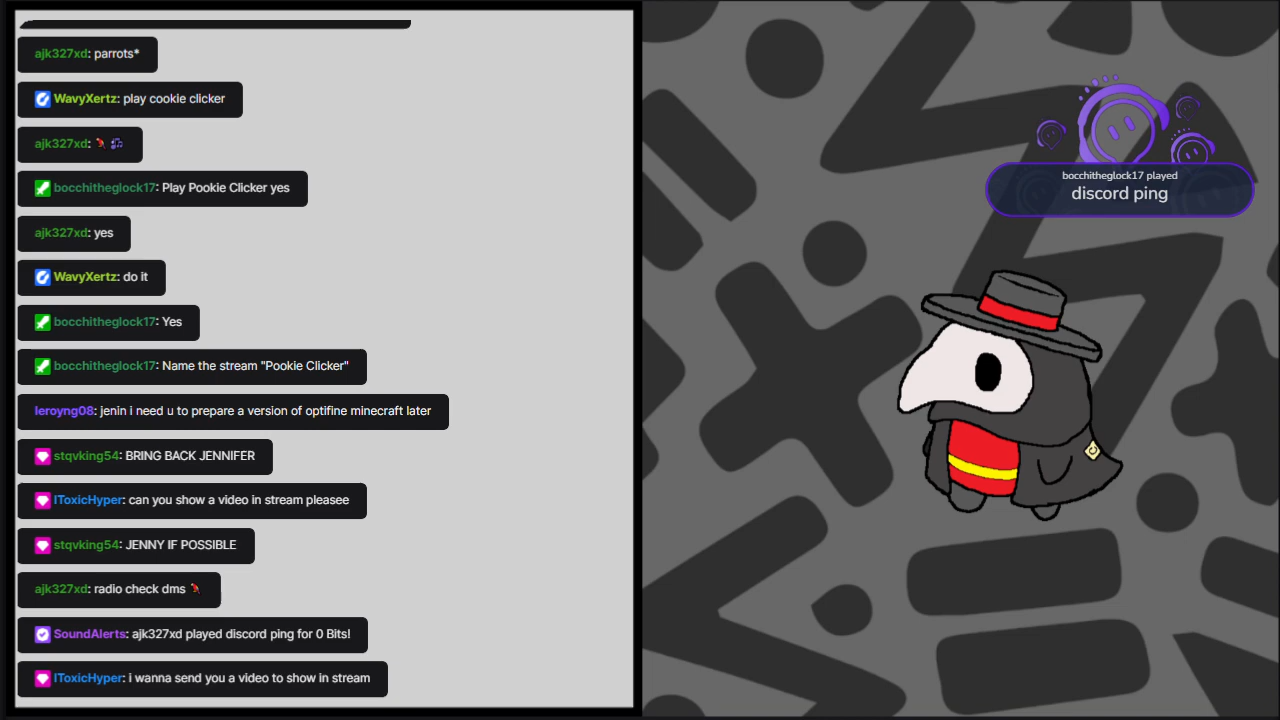 ajk327xd: parrots*
WavyXertz: play cookie clicker
ajk327xd:
bocchitheglock17: Play Pookie Clicker yes
ajk327xd: yes
WavyXertz: do it
bocchitheglock17: Yes
bocchitheglock17: Name the stream "Pookie Clicker"
leroyng08: jenin i need u to prepare a version of optifine minecraft later
stqvking54: BRING BACK JENNIFER
IToxicHyper: can you show a video in stream pleasee
stqvking54: JENNY IF POSSIBLE
ajk327xd: radio check dms
SoundAlerts: ajk327xd played discord ping for 0 Bits!
IToxicHyper: i wanna send you a video to show in stream
bocchitheglock17 played
discord ping